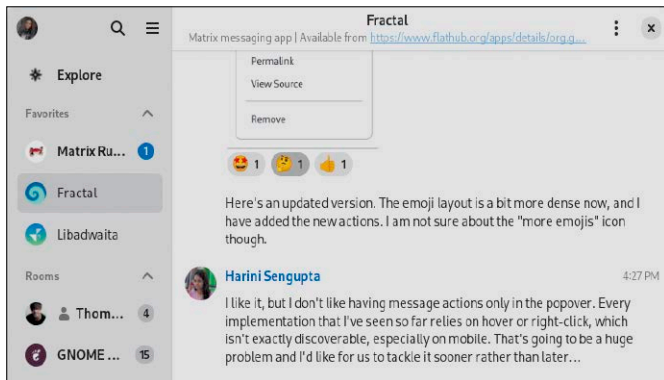 Fractal
Matrix messaging app | Available from https://www.flathub.org/apps/details/org.g...
Explore
Favorites
Matrix Ru... 1
Fractal
Libadwaita
Rooms
Thom... 4
GNOME ... 15
Permalink
View Source
Remove
1 1 1
Here's an updated version. The emoji layout is a bit more dense now, and I
have added the new actions. I am not sure about the "more emojis" icon
though.
Harini Sengupta 4:27 PM
I like it, but I don't like having message actions only in the popover. Every
implementation that I've seen so far relies on hover or right-click, which
isn't exactly discoverable, especially on mobile. That's going to be a huge
problem and I'd like for us to tackle it sooner rather than later...